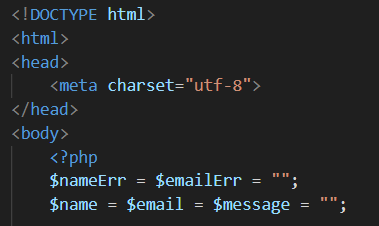 <!DOCTYPE html>
<html>
<head>
    <meta charset="utf-8">
</head>
<body>
    <?php
    $nameErr = $emailErr = "";
    $name = $email = $message = "";